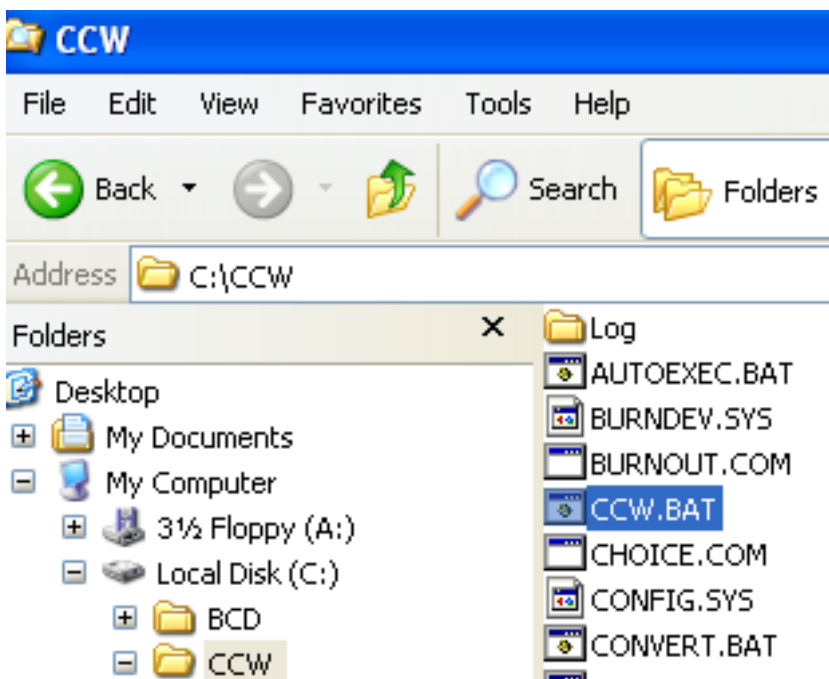 CCW
File Edit View Favorites Tools Help
Back Search Folders
Address C:\CCW
Folders
Desktop
My Documents
My Computer
3½ Floppy (A:)
Local Disk (C:)
BCD
CCW
Log
AUTOEXEC.BAT
BURNDEV.SYS
BURNOUT.COM
CCW.BAT
CHOICE.COM
CONFIG.SYS
CONVERT.BAT